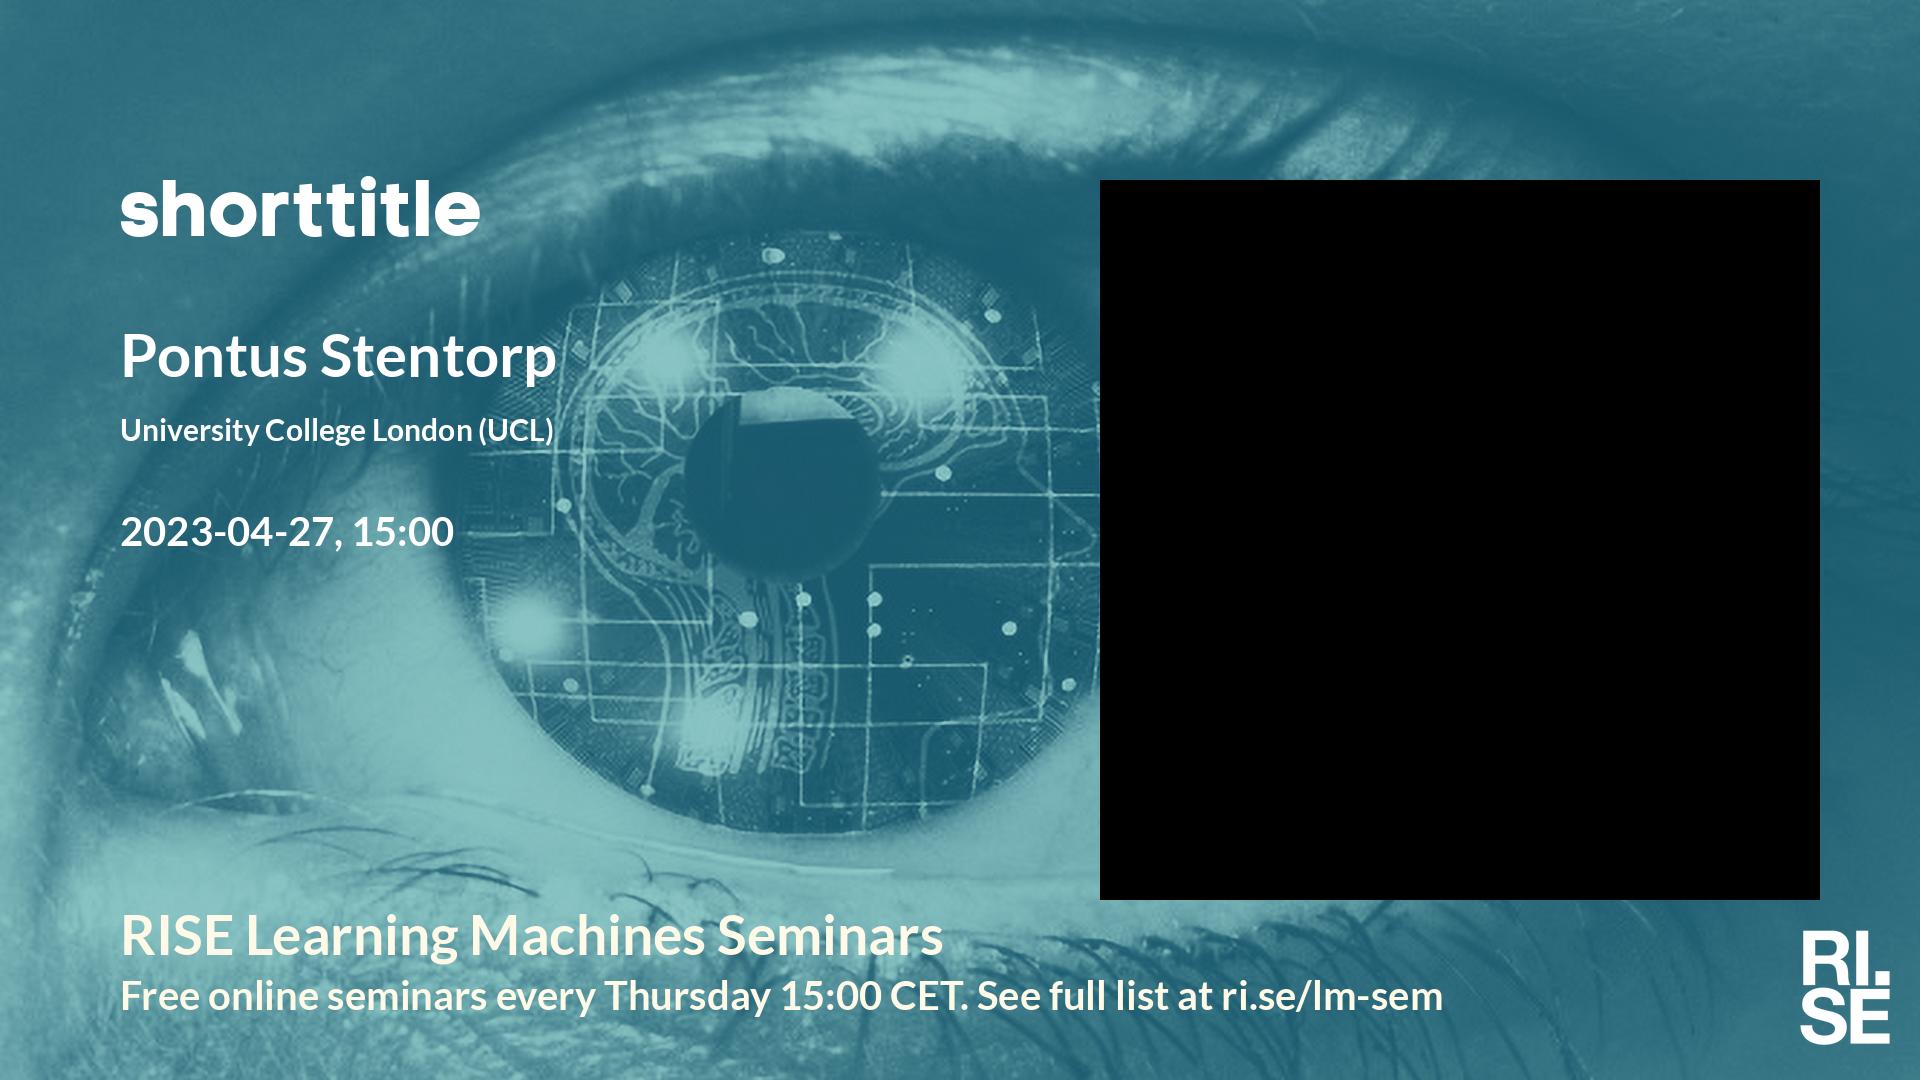 shorttitle
Pontus Stentorp
University College London (UCL)
2023-04-27, 15:00
RISE Learning Machines Seminars
Free online seminars every Thursday 15:00 CET. See full list at ri.se/lm-sem
RI.
SE